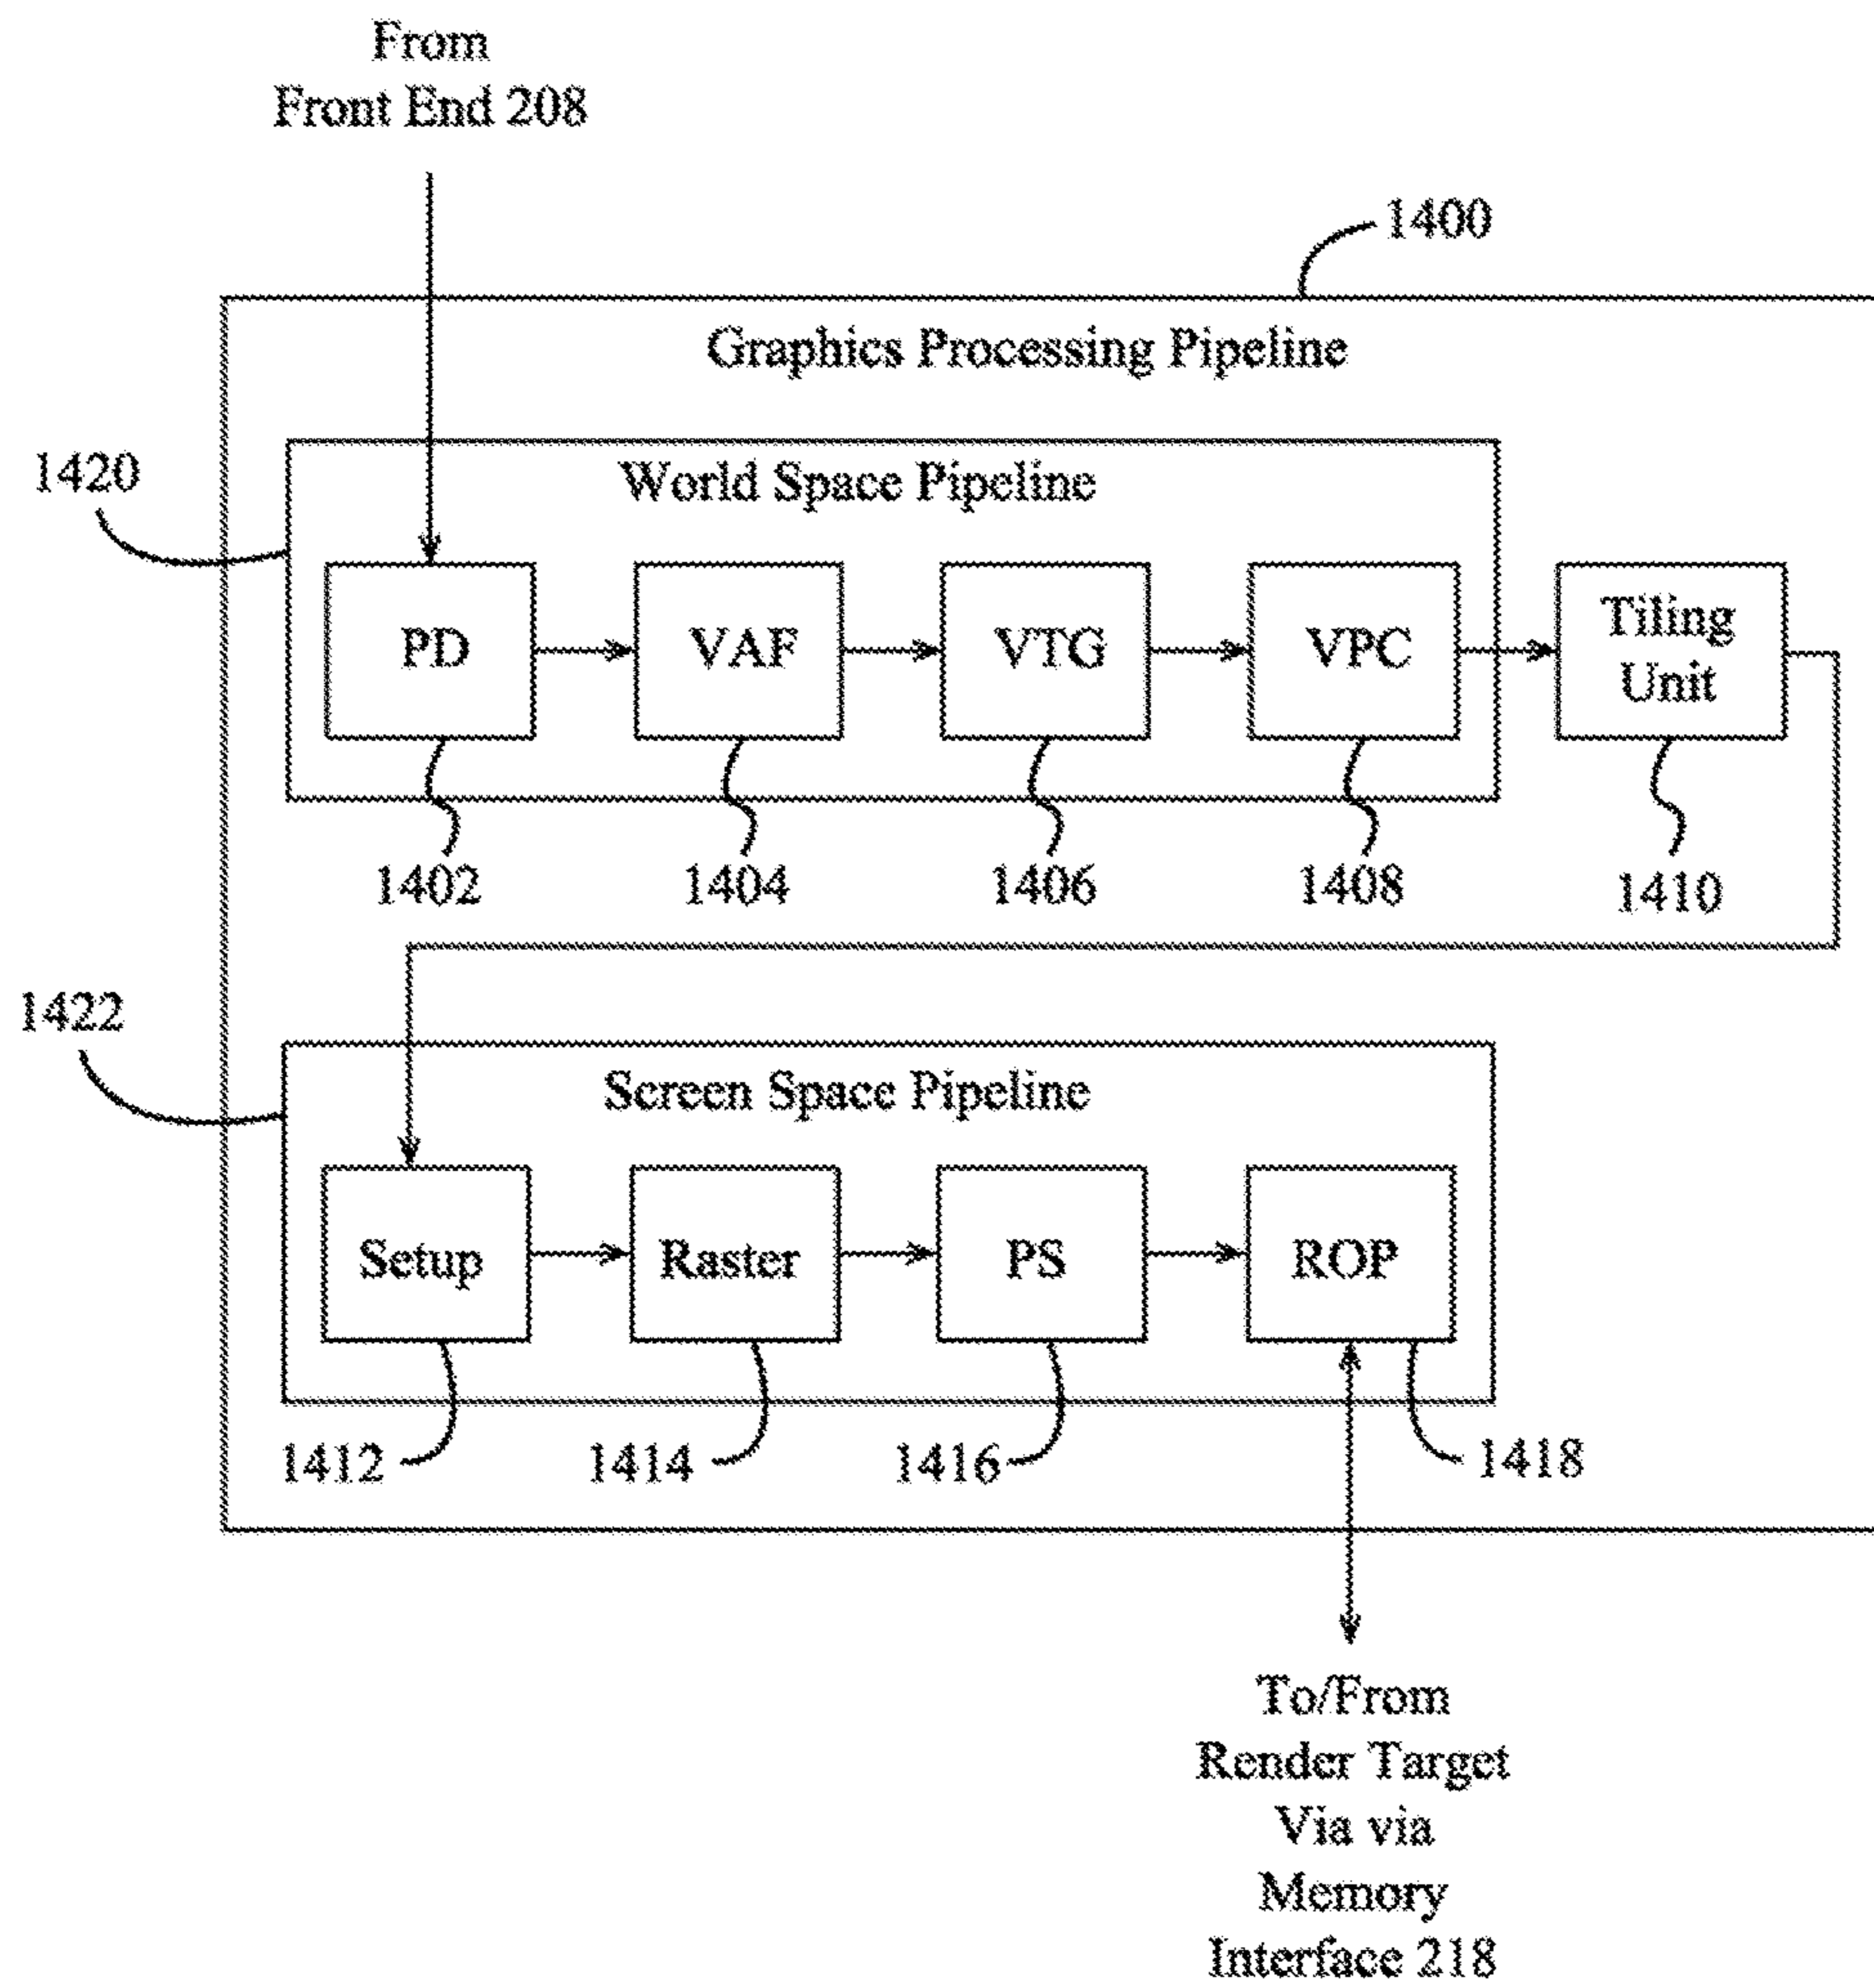 From
Front End 208
1400
Graphics Processing Pipeline
1420
World Space Pipeline
PD
VAF
VTG
VPC
Tiling
Unit
1402
1404
1406
1408
1410
1422
Screen Space Pipeline
Setup
Raster
PS
ROP
1412
1414
1416
1418
To/From
Render Target
Via via
Memory
Interface 218